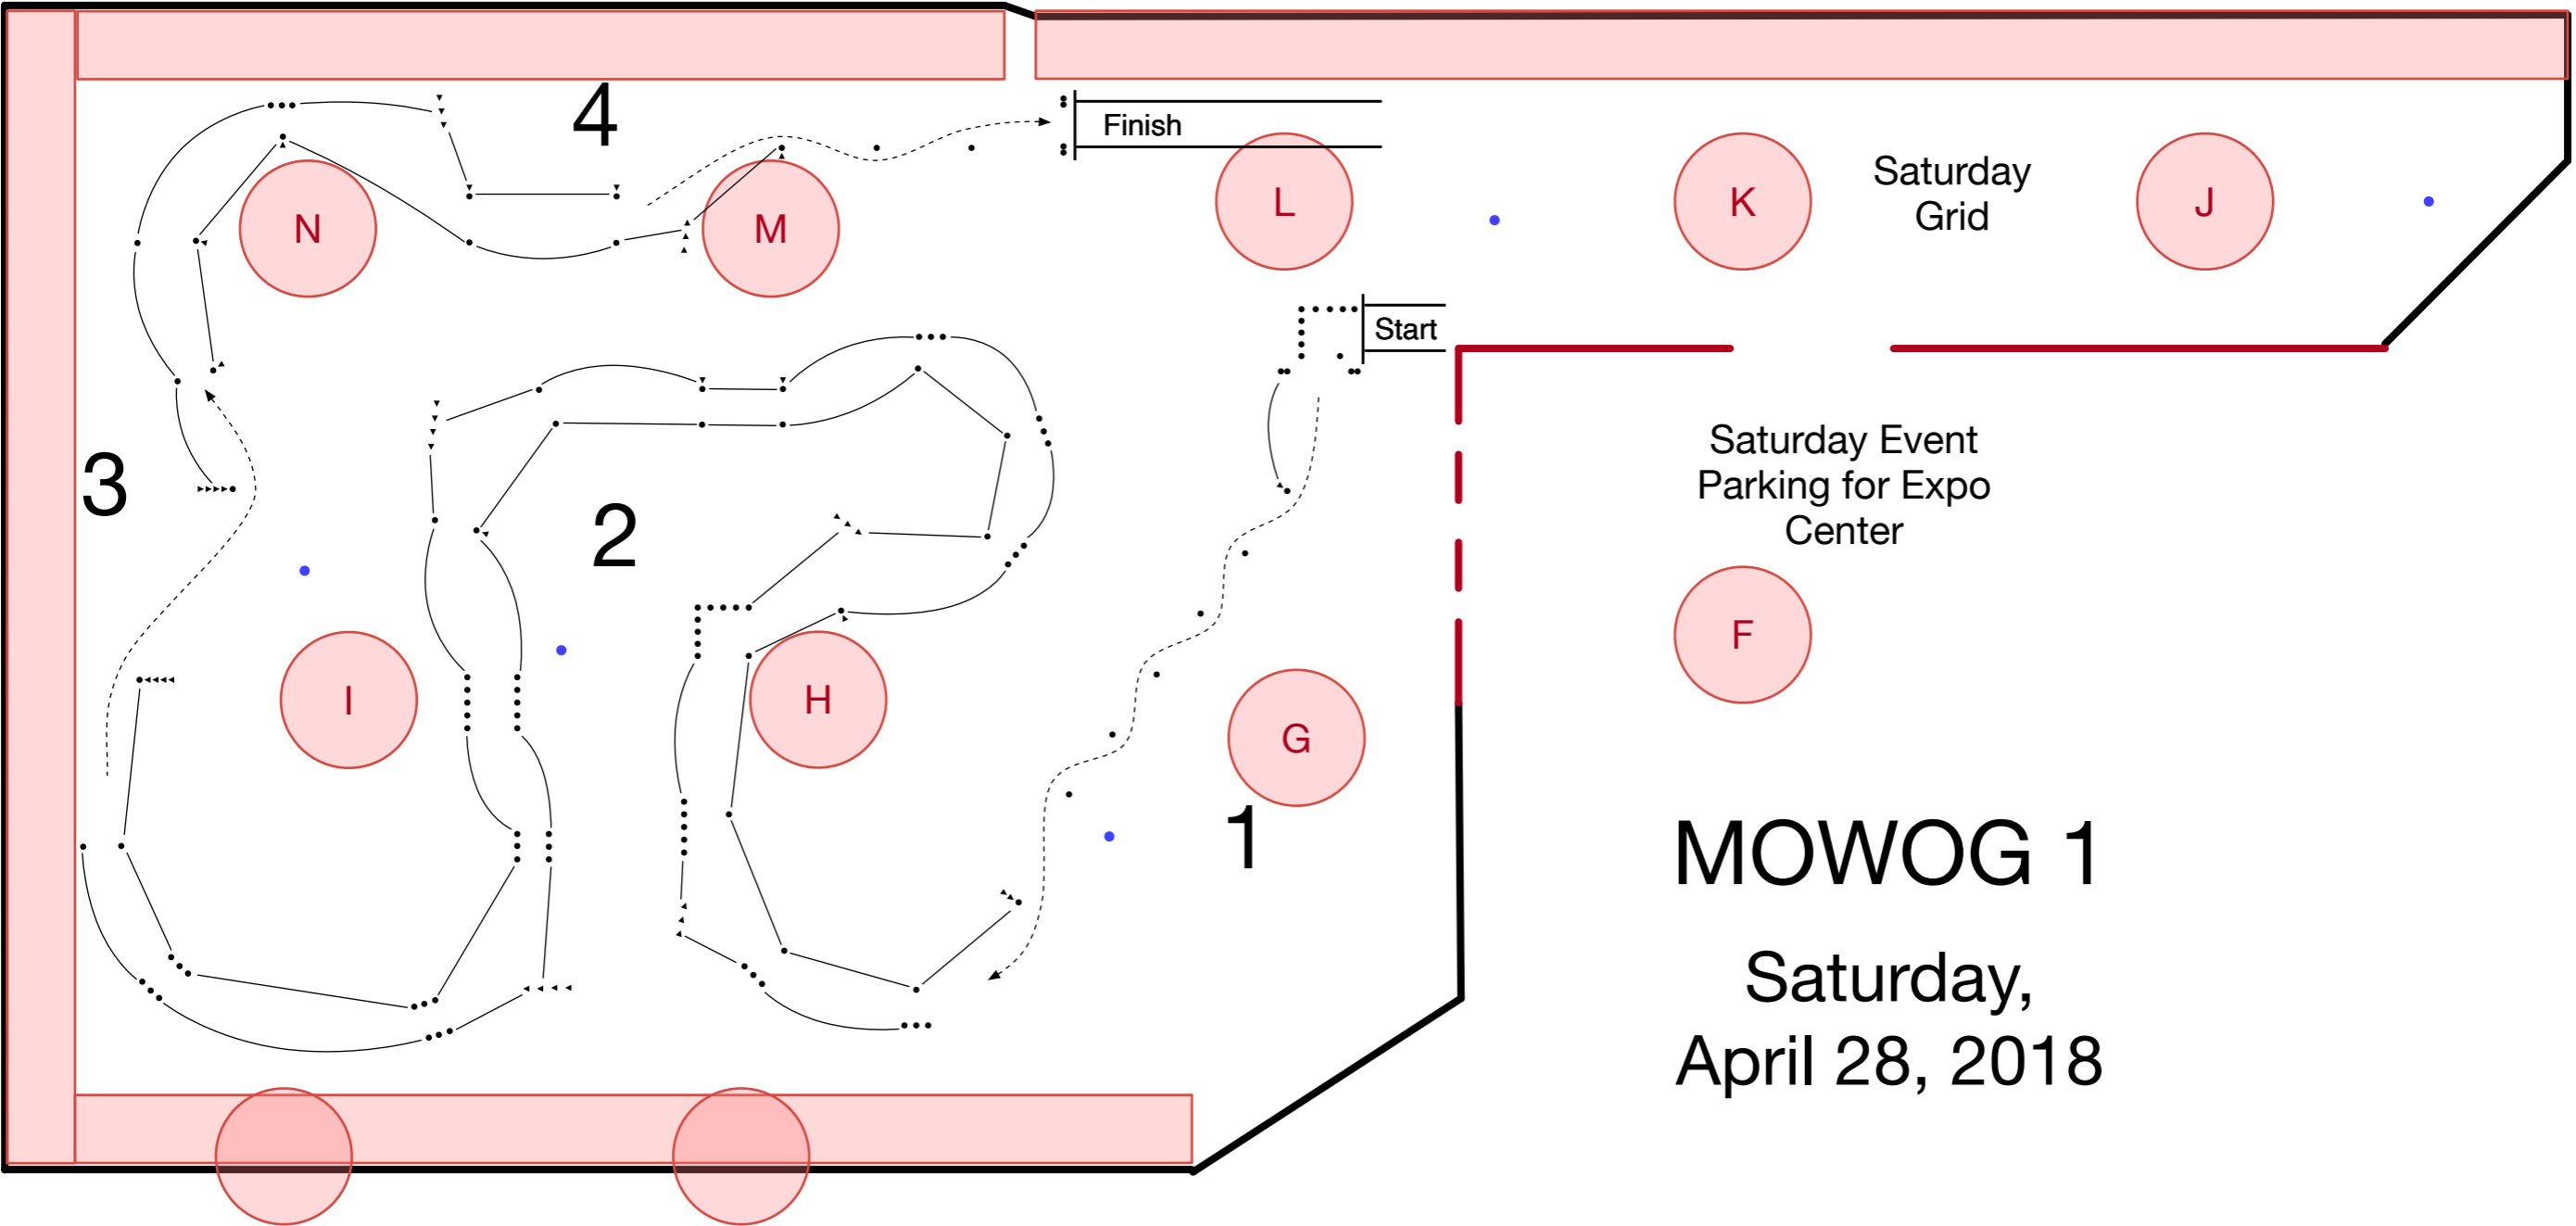 4
Finish
N
M
L
K
Saturday
Grid
J
Start
3
2
Saturday Event
Parking for Expo
Center
F
I
H
G
1
MOWOG 1
Saturday,
April 28, 2018